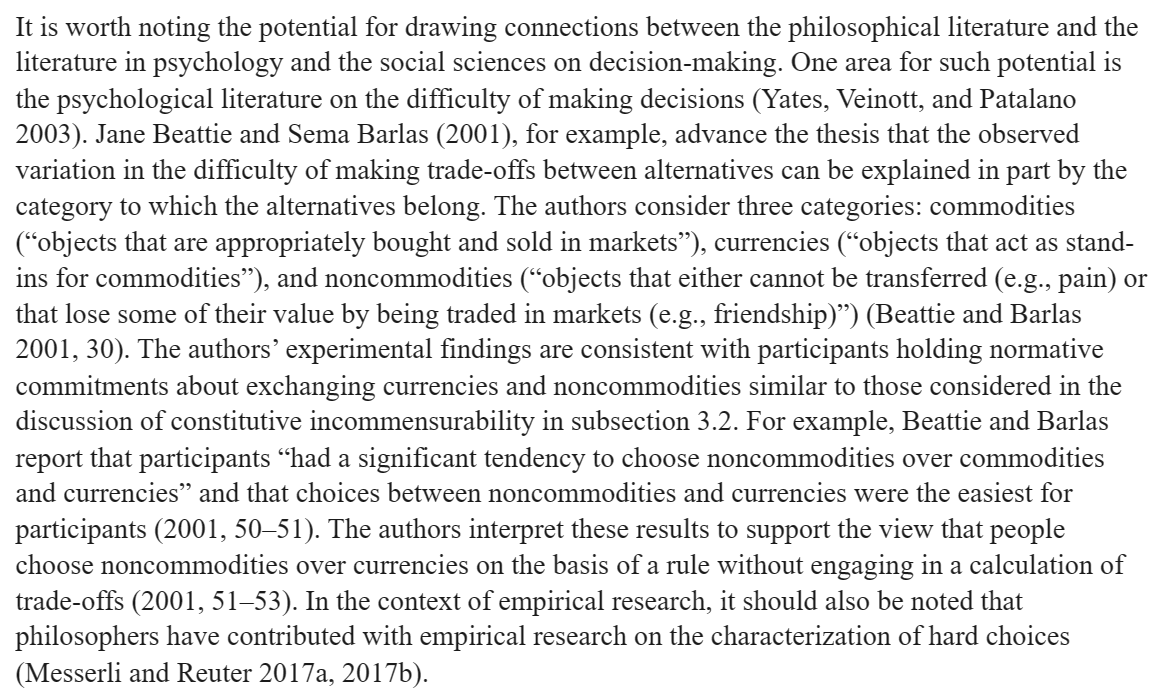 It is worth noting the potential for drawing connections between the philosophical literature and the
literature in psychology and the social sciences on decision-making. One area for such potential is
the psychological literature on the difficulty of making decisions (Yates, Veinott, and Patalano
2003). Jane Beattie and Sema Barlas (2001), for example, advance the thesis that the observed
variation in the difficulty of making trade-offs between alternatives can be explained in part by the
category to which the alternatives belong. The authors consider three categories: commodities
(“objects that are appropriately bought and sold in markets”), currencies (“objects that act as stand-
ins for commodities”), and noncommodities (“objects that either cannot be transferred (e.g., pain) or
that lose some of their value by being traded in markets (e.g., friendship)”) (Beattie and Barlas
2001, 30). The authors’ experimental findings are consistent with participants holding normative
commitments about exchanging currencies and noncommodities similar to those considered in the
discussion of constitutive incommensurability in subsection 3.2. For example, Beattie and Barlas
report that participants “had a significant tendency to choose noncommodities over commodities
and currencies” and that choices between noncommodities and currencies were the easiest for
participants (2001, 50–51). The authors interpret these results to support the view that people
choose noncommodities over currencies on the basis of a rule without engaging in a calculation of
trade-offs (2001, 51–53). In the context of empirical research, it should also be noted that
philosophers have contributed with empirical research on the characterization of hard choices
(Messerli and Reuter 2017a, 2017b).